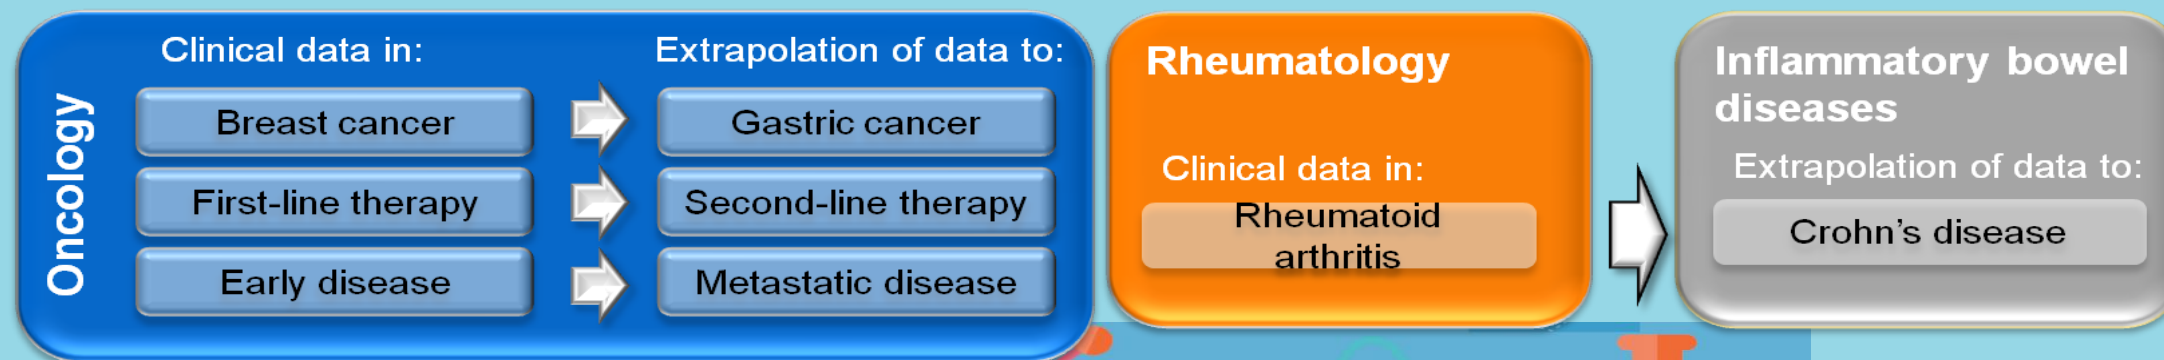 Oncology
Clinical data in:
Extrapolation of data to:
Breast cancer
Gastric cancer
First-line therapy
Second-line therapy
Early disease
Metastatic disease
Rheumatology
Clinical data in:
Rheumatoid
arthritis
Inflammatory bowel
diseases
Extrapolation of data to:
Crohn’s disease